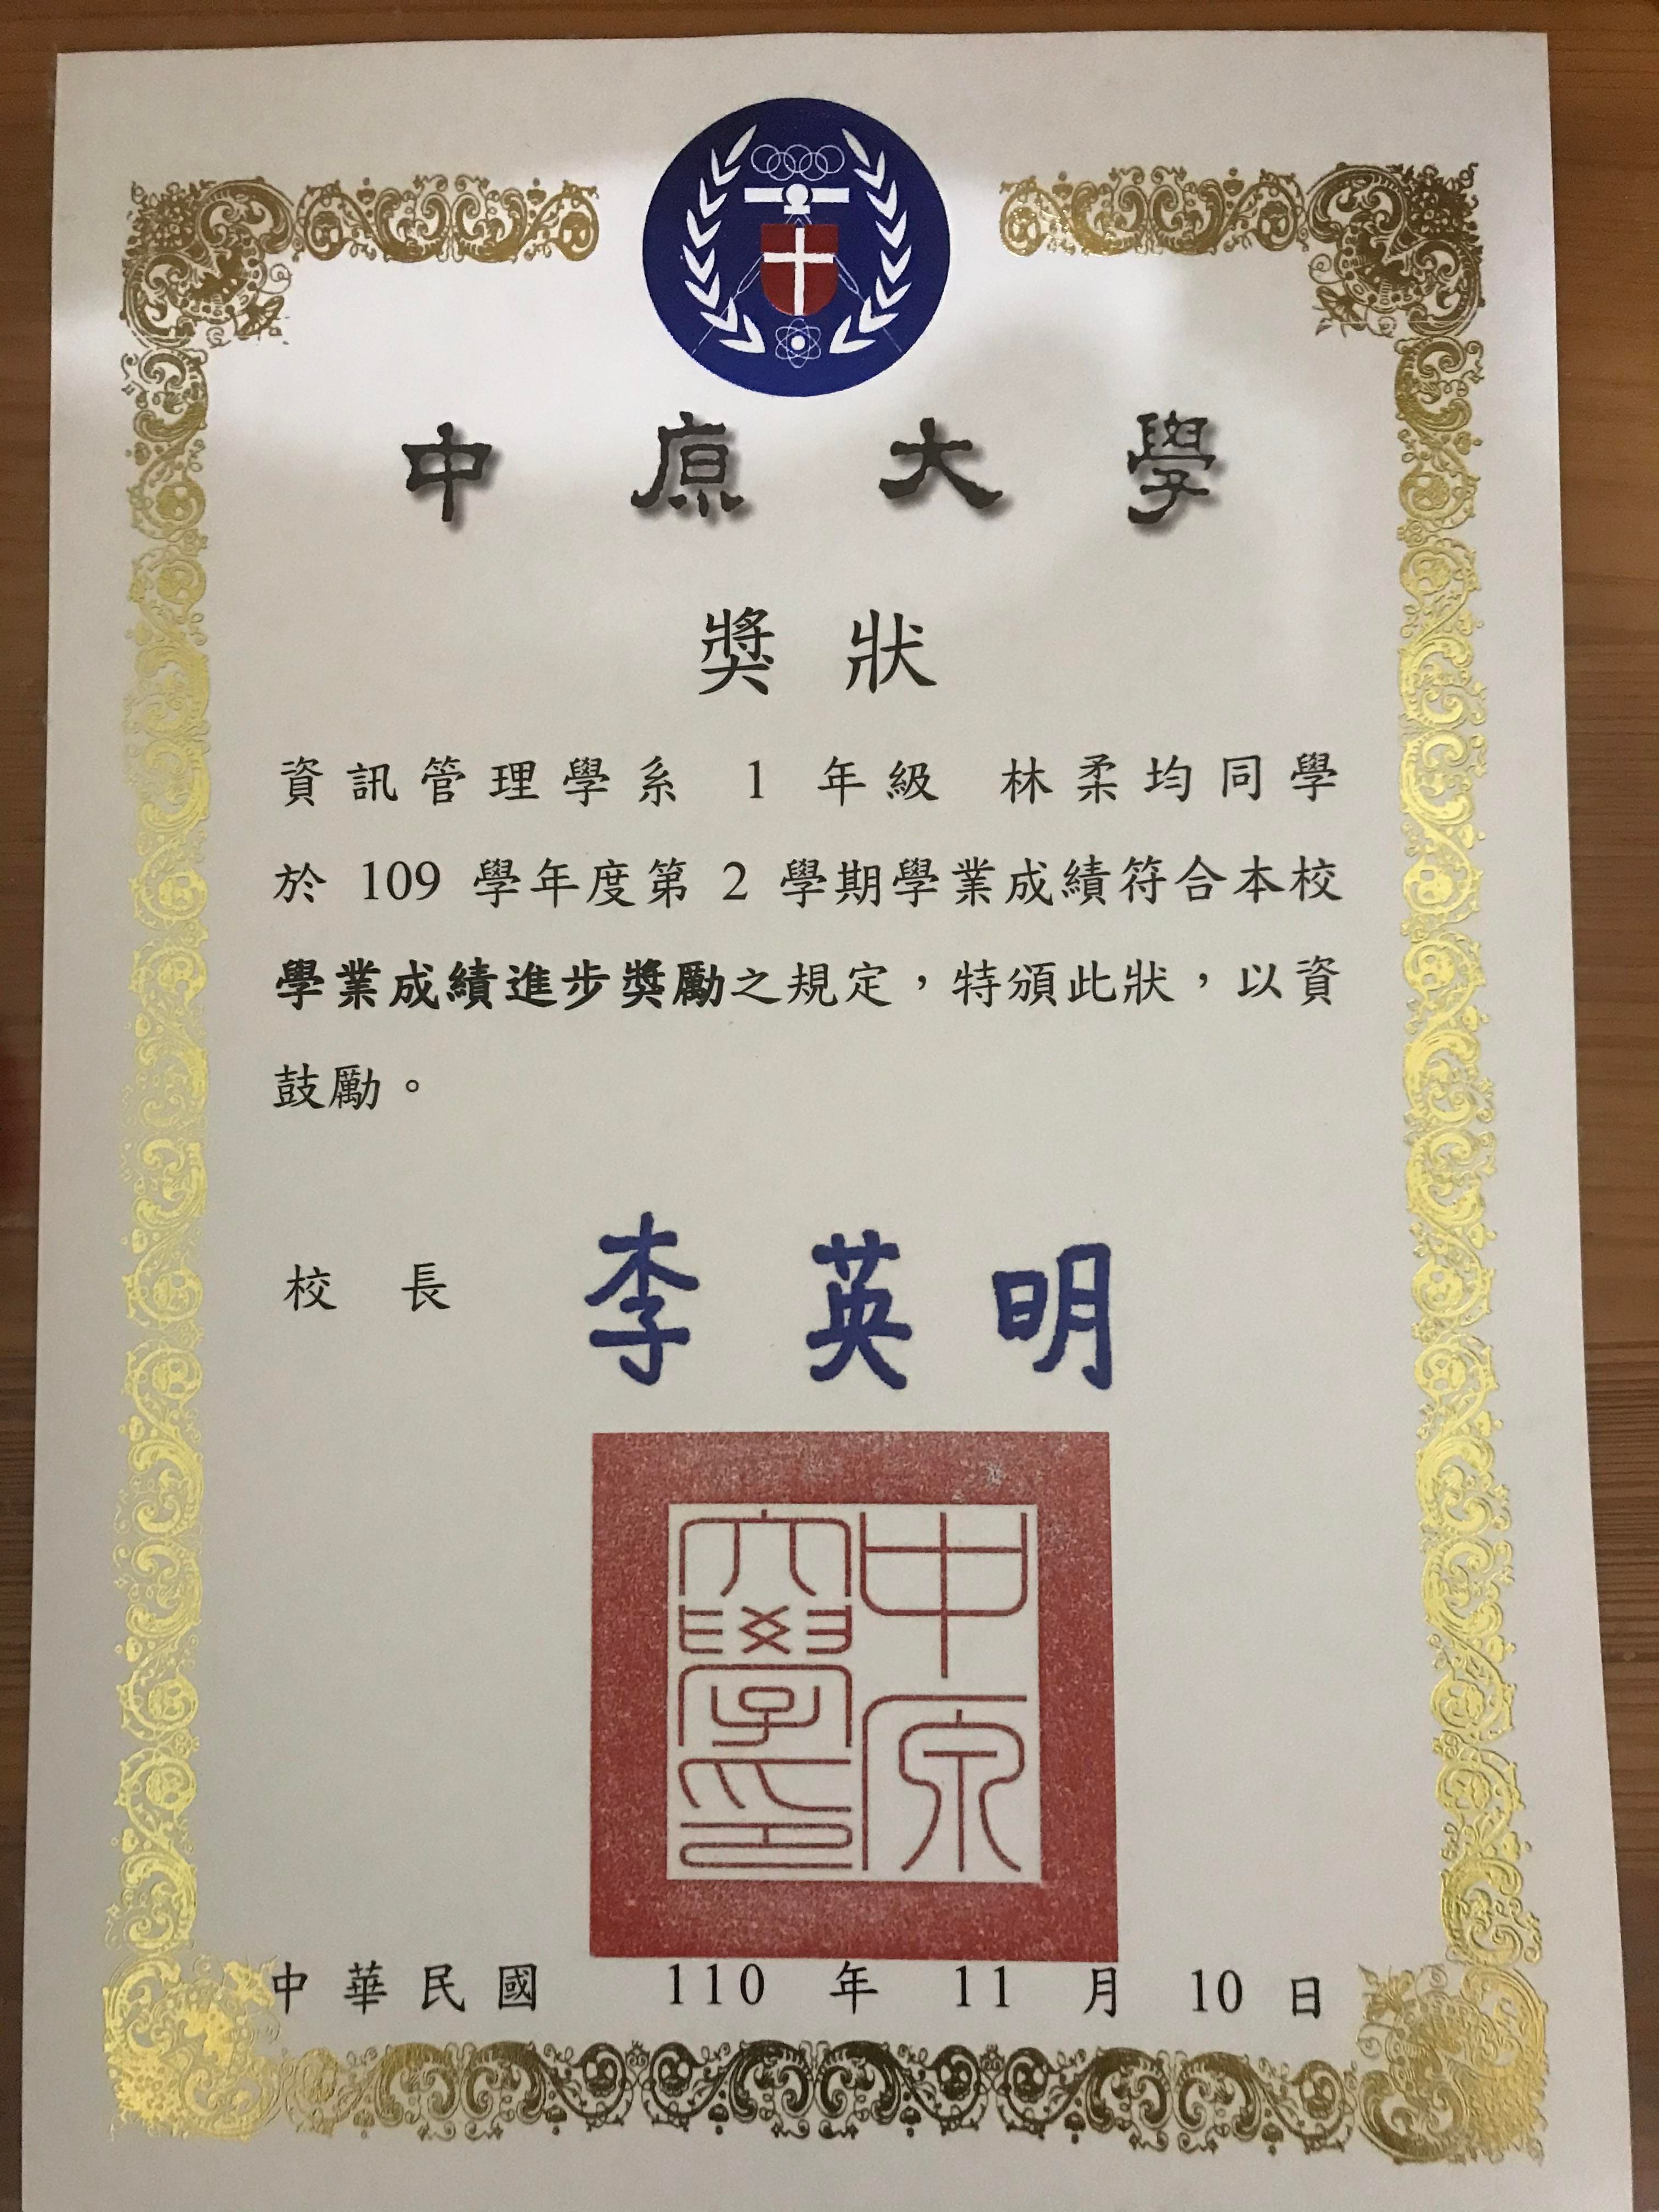 中原大學
獎狀
資訊管理學系 1 年級 林柔均同學
於 109 學年度第 2 學期學業成績符合本校
學業成績進步獎勵之規定，特頒此狀，以資
鼓勵。
校長 李英明
中原
大學印
中華民國 110 年 11 月 10 日